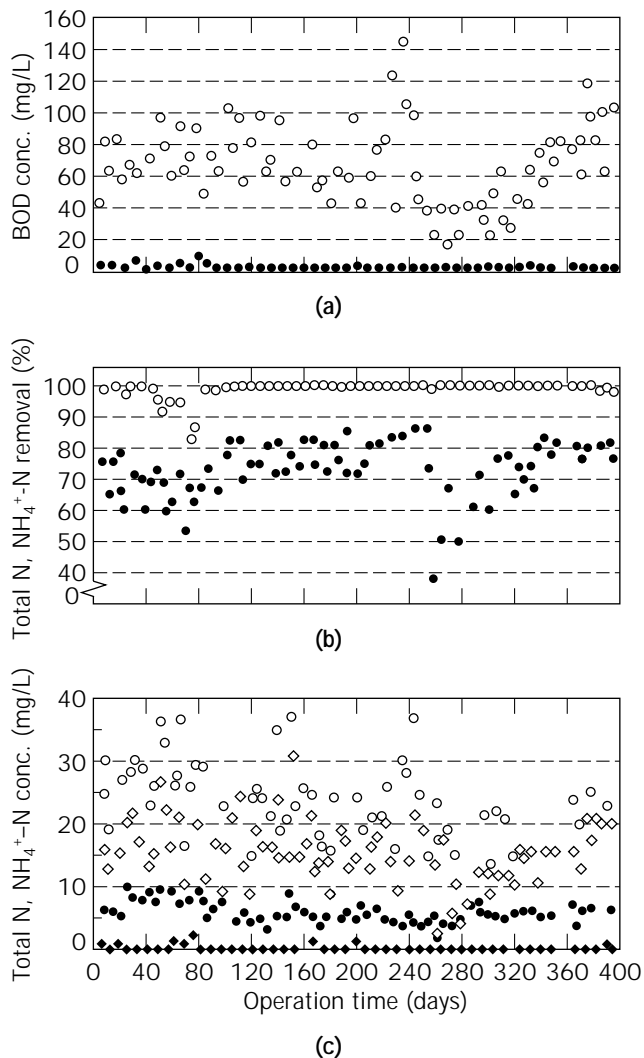 160
140
120
100
80
60
40
20
0
BOD conc. (mg/L)
(a)
100
90
80
70
60
50
40
0
Total N, NH₄⁺-N removal (%)
(b)
40
30
20
10
0
Total N, NH₄⁺–N conc. (mg/L)
0 40 80 120 160 200 240 280 320 360 400
Operation time (days)
(c)